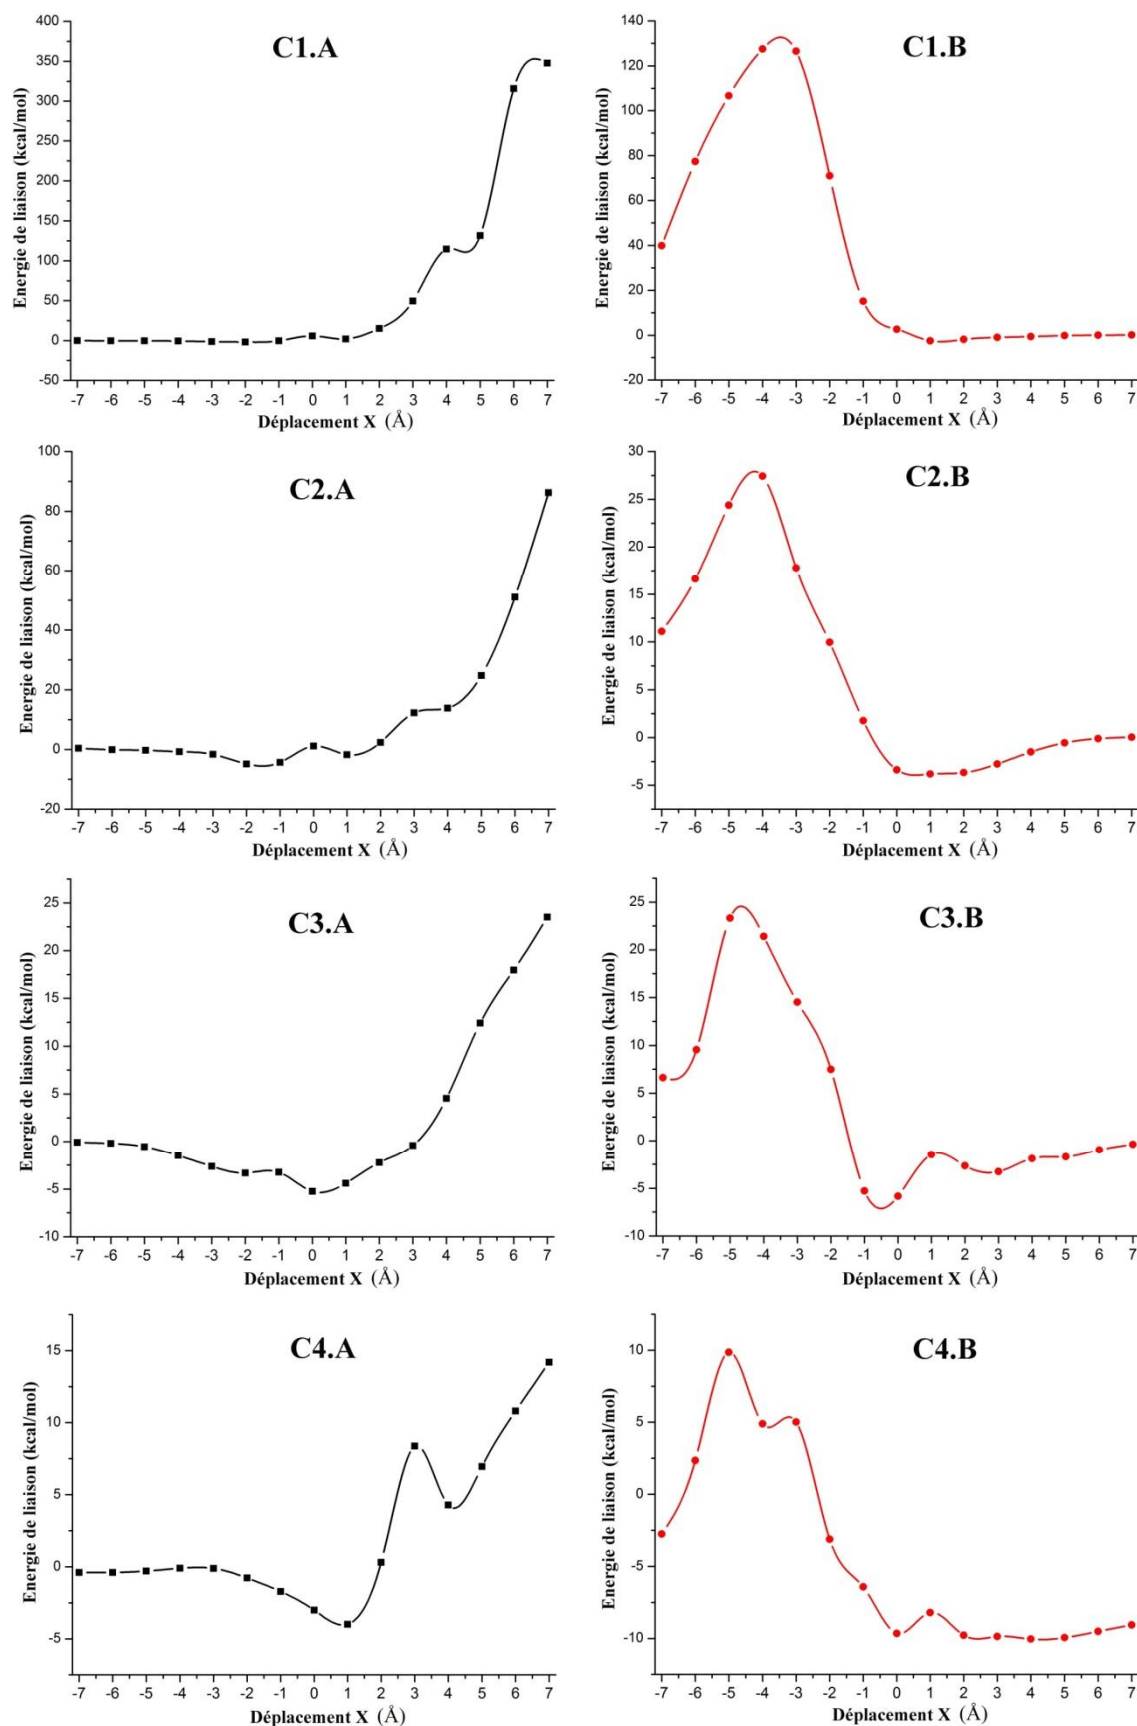 C1.A
Energie de liaison (kcal/mol)
400
350
300
250
200
150
100
50
0
-50
-7 -6 -5 -4 -3 -2 -1 0 1 2 3 4 5 6 7
Déplacement X (Å)
C1.B
Energie de liaison (kcal/mol)
140
120
100
80
60
40
20
0
-20
-7 -6 -5 -4 -3 -2 -1 0 1 2 3 4 5 6 7
Déplacement X (Å)
C2.A
Energie de liaison (kcal/mol)
100
80
60
40
20
0
-20
-7 -6 -5 -4 -3 -2 -1 0 1 2 3 4 5 6 7
Déplacement X (Å)
C2.B
Energie de liaison (kcal/mol)
30
25
20
15
10
5
0
-5
-7 -6 -5 -4 -3 -2 -1 0 1 2 3 4 5 6 7
Déplacement X (Å)
C3.A
Energie de liaison (kcal/mol)
25
20
15
10
5
0
-5
-10
-7 -6 -5 -4 -3 -2 -1 0 1 2 3 4 5 6 7
Déplacement X (Å)
C3.B
Energie de liaison (kcal/mol)
25
20
15
10
5
0
-5
-10
-7 -6 -5 -4 -3 -2 -1 0 1 2 3 4 5 6 7
Déplacement X (Å)
C4.A
Energie de liaison (kcal/mol)
15
10
5
0
-5
-7 -6 -5 -4 -3 -2 -1 0 1 2 3 4 5 6 7
Déplacement X (Å)
C4.B
Energie de liaison (kcal/mol)
10
5
0
-5
-10
-7 -6 -5 -4 -3 -2 -1 0 1 2 3 4 5 6 7
Déplacement X (Å)